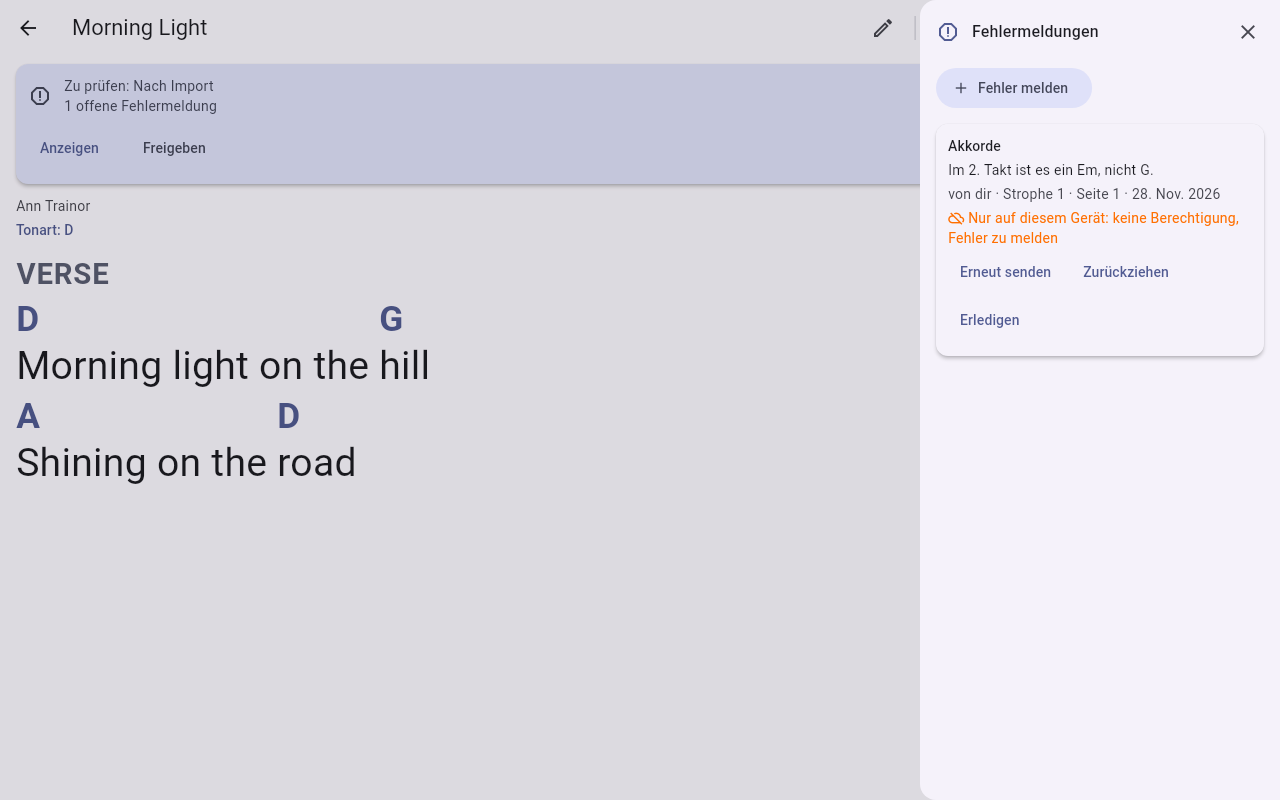 Morning Light
Zu prüfen: Nach Import
1 offene Fehlermeldung
Anzeigen
Freigeben
Ann Trainor
Tonart: D
VERSE
D G
Morning light on the hill
A D
Shining on the road
Fehlermeldungen
Fehler melden
Akkorde
Im 2. Takt ist es ein Em, nicht G.
von dir · Strophe 1 · Seite 1 · 28. Nov. 2026
Nur auf diesem Gerät: keine Berechtigung,
Fehler zu melden
Erneut senden
Zurückziehen
Erledigen